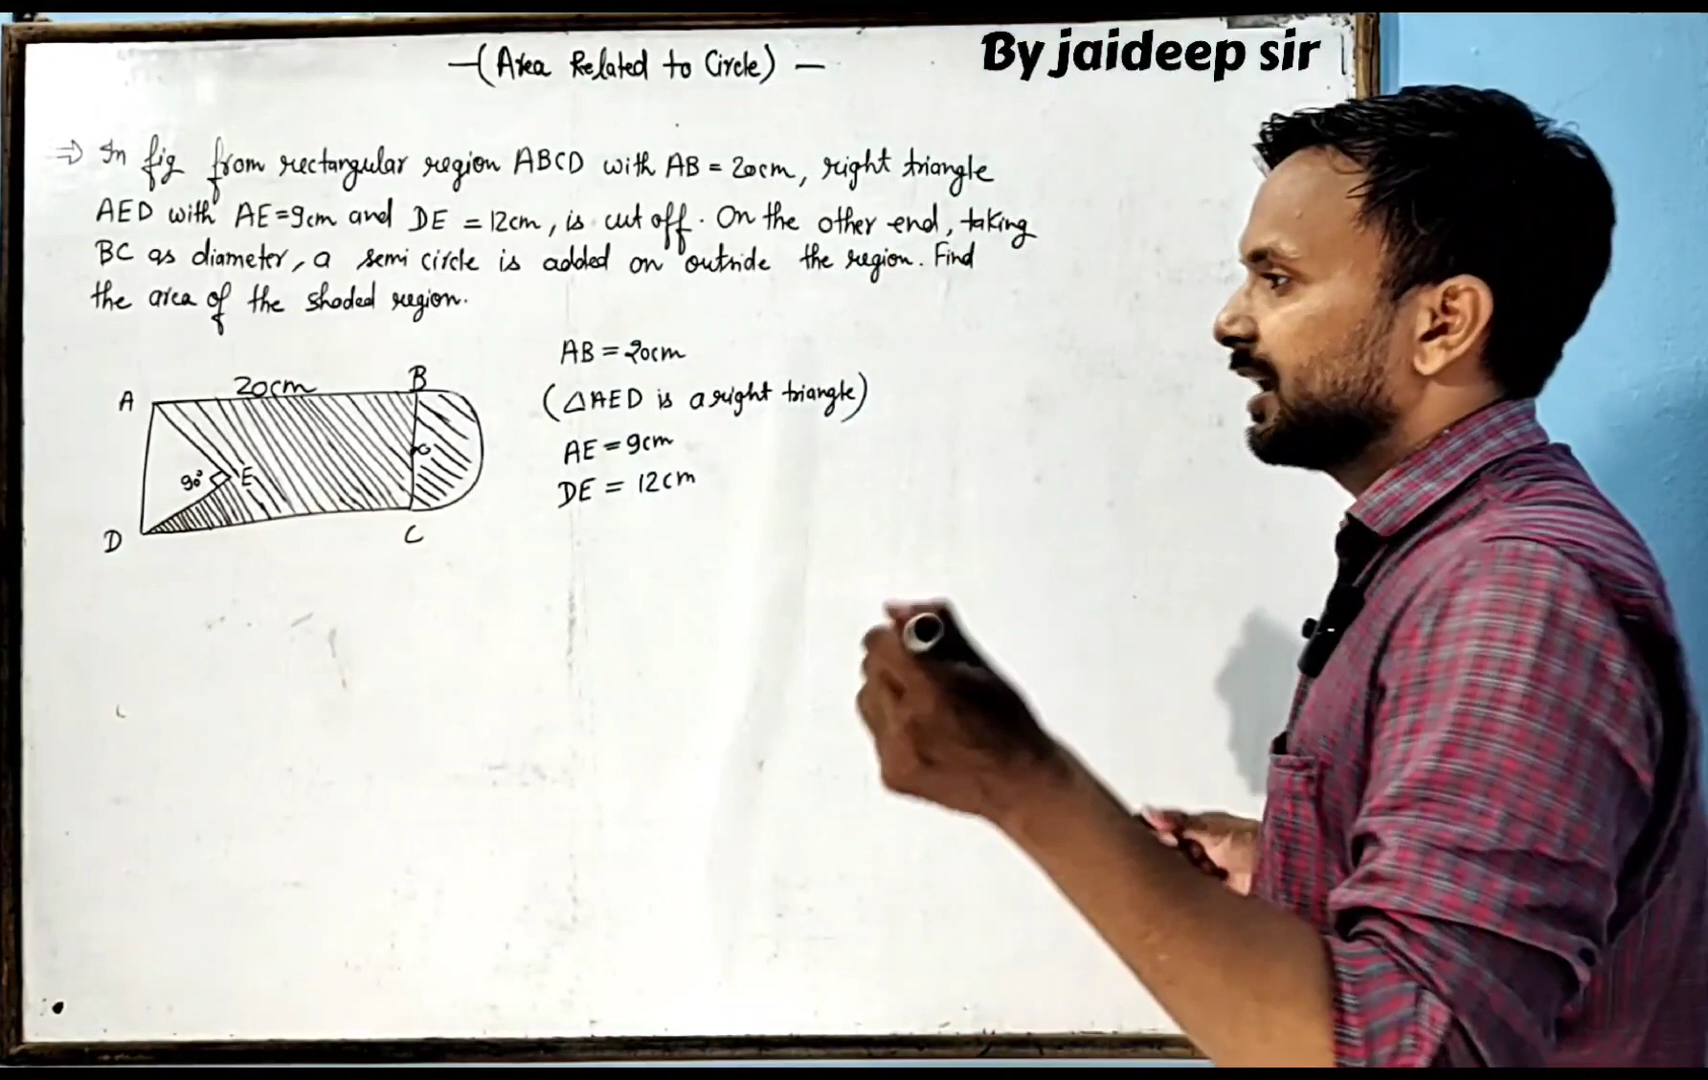 —(Area Related to Circle)—
By jaideep sir
⇒ In fig from rectangular region ABCD with AB = 20cm, right triangle
AED with AE=9cm and DE = 12cm, is cut off. On the other end, taking
BC as diameter, a semi circle is added on outside the region. Find
the area of the shaded region.
A 20cm B
90° E O
D C
AB = 20cm
(△AED is a right triangle)
AE = 9cm
DE = 12cm